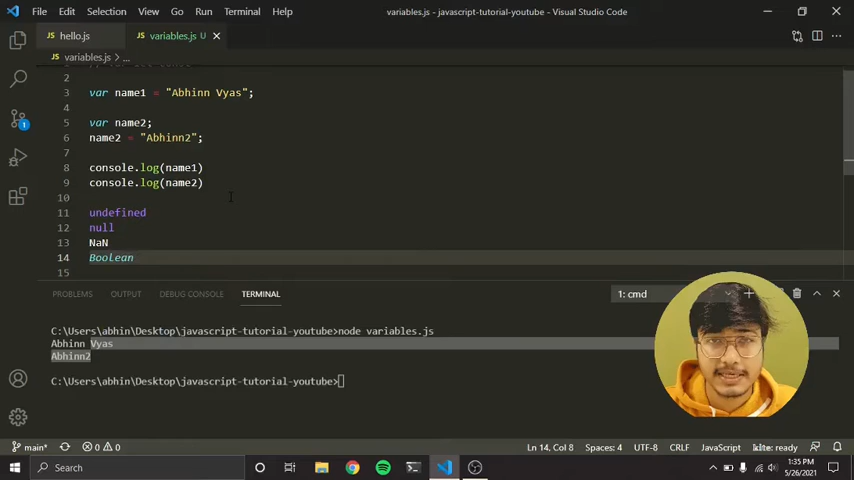 File Edit Selection View Go Run Terminal Help
variables.js - javascript-tutorial-youtube - Visual Studio Code
JS hello.js
JS variables.js U
JS variables.js > ...
2
3 var name1 = "Abhinn Vyas";
4
5 var name2;
6 name2 = "Abhinn2";
7
8 console.log(name1)
9 console.log(name2)
10
11 undefined
12 null
13 NaN
14 Boolean
15
1
PROBLEMS OUTPUT DEBUG CONSOLE TERMINAL
1: cmd
C:\Users\abhin\Desktop\javascript-tutorial-youtube>node variables.js
Abhinn Vyas
Abhinn2
C:\Users\abhin\Desktop\javascript-tutorial-youtube>
main* 0 0
Ln 14, Col 8 Spaces: 4 UTF-8 CRLF JavaScript kite: ready
Search
1:35 PM
5/26/2021